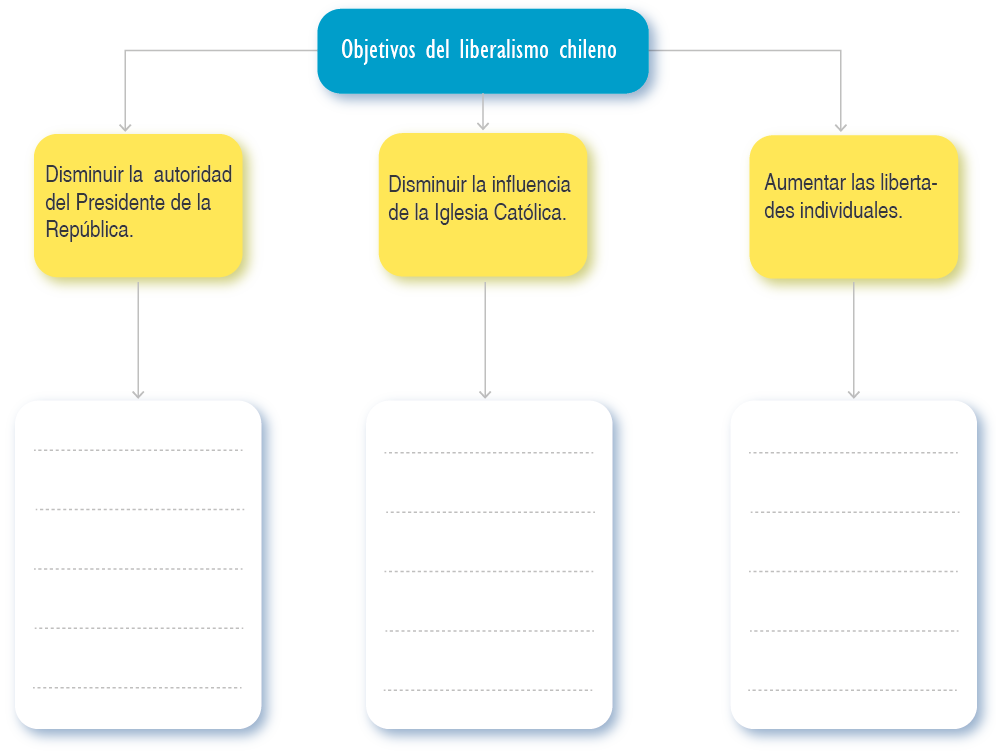 Objetivos del liberalismo chileno
Disminuir la autoridad
del Presidente de la
República.
Disminuir la influencia
de la Iglesia Católica.
Aumentar las liberta-
des individuales.